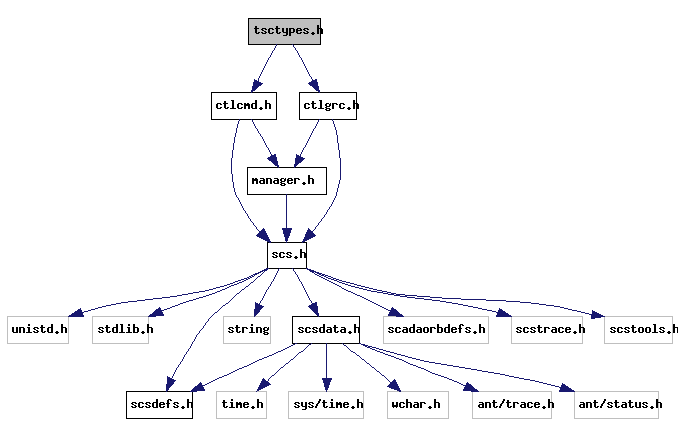 tsctypes.h
ctlcmd.h
ctlgrc.h
manager.h
scs.h
unistd.h
stdlib.h
string
scsdata.h
scadaorbdefs.h
scstrace.h
scstools.h
scsdefs.h
time.h
sys/time.h
wchar.h
ant/trace.h
ant/status.h